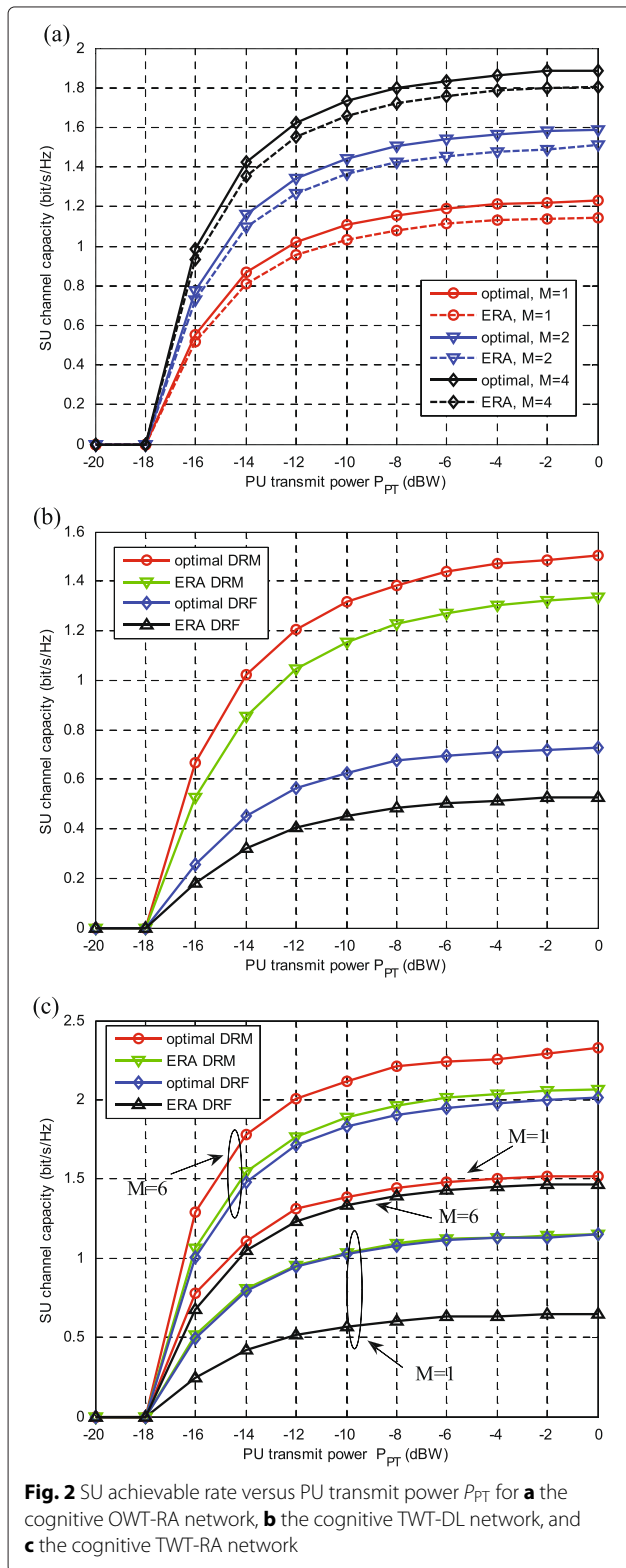 (a)
2
1.8
1.6
1.4
1.2
1
0.8
0.6
0.4
0.2
0
SU channel capacity (bit/s/Hz)
optimal, M=1
ERA, M=1
optimal, M=2
ERA, M=2
optimal, M=4
ERA, M=4
-20 -18 -16 -14 -12 -10 -8 -6 -4 -2 0
PU transmit power P_PT (dBW)
(b)
1.6
1.4
1.2
1
0.8
0.6
0.4
0.2
0
SU channel capacity (bit/s/Hz)
optimal DRM
ERA DRM
optimal DRF
ERA DRF
-20 -18 -16 -14 -12 -10 -8 -6 -4 -2 0
PU transmit power P_PT (dBW)
(c)
2.5
2
1.5
1
0.5
0
SU channel capacity (bit/s/Hz)
optimal DRM
ERA DRM
optimal DRF
ERA DRF
M=6
M=1
M=6
M=1
-20 -18 -16 -14 -12 -10 -8 -6 -4 -2 0
PU transmit power P_PT (dBW)
Fig. 2 SU achievable rate versus PU transmit power P_PT for a the
cognitive OWT-RA network, b the cognitive TWT-DL network, and
c the cognitive TWT-RA network